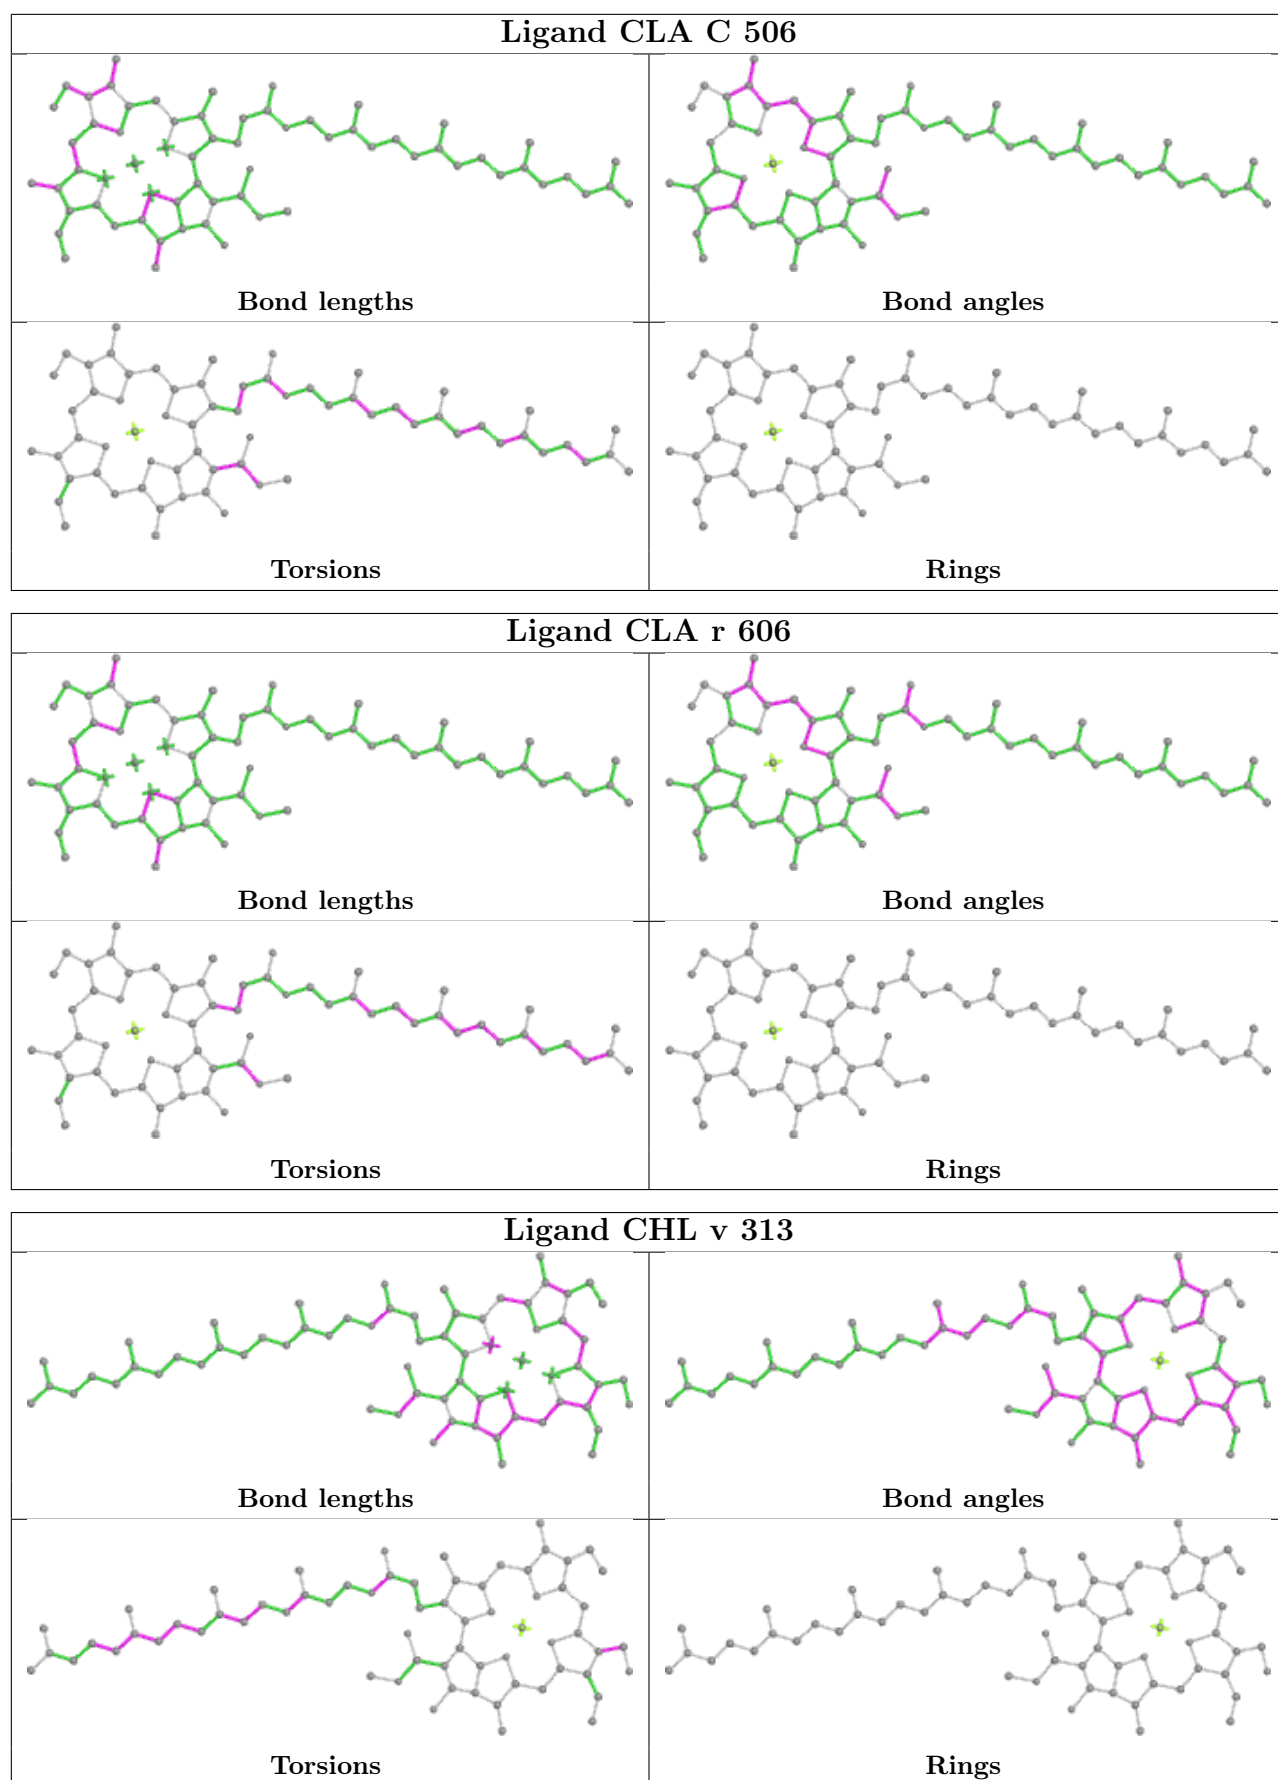 Ligand CLA C 506
Bond lengths
Bond angles
Torsions
Rings
Ligand CLA r 606
Bond lengths
Bond angles
Torsions
Rings
Ligand CHL v 313
Bond lengths
Bond angles
Torsions
Rings